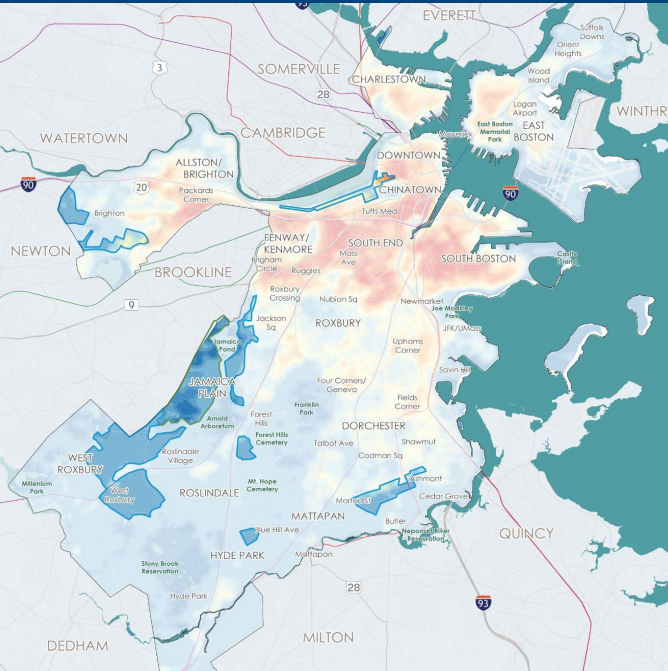 93
EVERETT
Suffolk
Downs
Orient
Heights
3
SOMERVILLE
CHARLESTOWN
Wood
Island
28
Logan
Airport
WINTHR
WATERTOWN
CAMBRIDGE
Maverick
East Boston
Memorial
Park
EAST
BOSTON
DOWNTOWN
ALLSTON/
BRIGHTON
90
20
Packards
Corner
CHINATOWN
90
Brighton
Tufts Med
NEWTON
BROOKLINE
FENWAY/
KENMORE
SOUTH END
Mass
Ave
SOUTH BOSTON
Castle
Island
Brigham
Circle
Ruggles
9
Roxbury
Crossing
Nubian Sq
Newmarket
Joe Moakley
Park
Jackson
Sq
ROXBURY
JFK/UMass
Jamaica
Pond
Uphams
Corner
Savin Hill
JAMAICA
PLAIN
Four Corners/
Geneva
Fields
Corner
Franklin
Park
Arnold
Arboretum
Forest
Hills
DORCHESTER
Forest Hills
Cemetery
Talbot Ave
Shawmut
WEST
ROXBURY
Roslindale
Village
Codman Sq
Millenium
Park
West
Roxbury
ROSLINDALE
Mt. Hope
Cemetery
Ashmont
Morton St
Cedar Grove
MATTAPAN
Butler
Blue Hill Ave
Neponset River
Reservation
QUINCY
HYDE PARK
Mattapan
Stony Brook
Reservation
28
Hyde Park
93
DEDHAM
MILTON